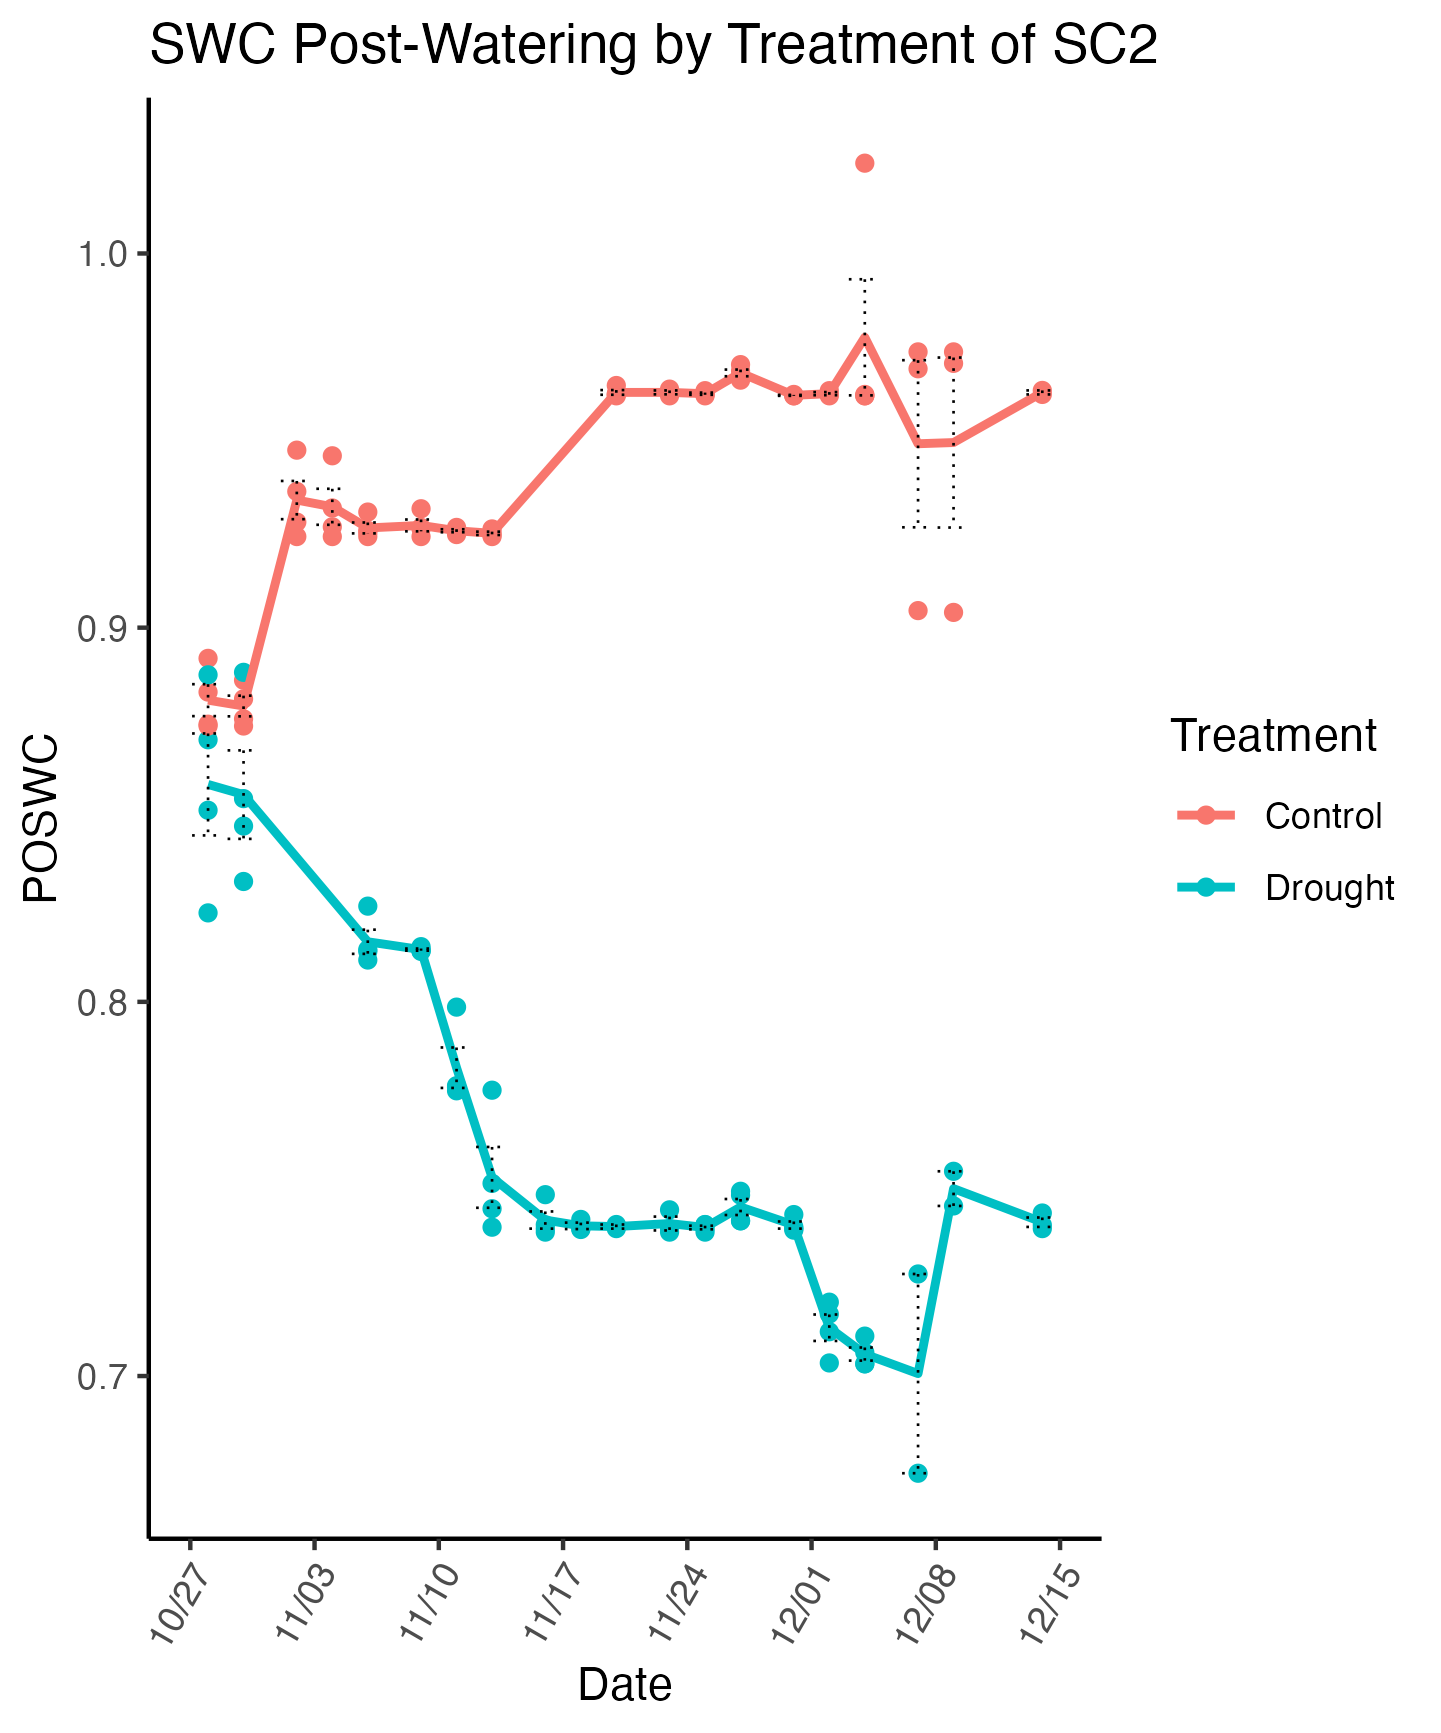 SWC Post-Watering by Treatment of SC2
POSWC
1.0
0.9
0.8
0.7
10/27
11/03
11/10
11/17
11/24
12/01
12/08
12/15
Date
Treatment
Control
Drought